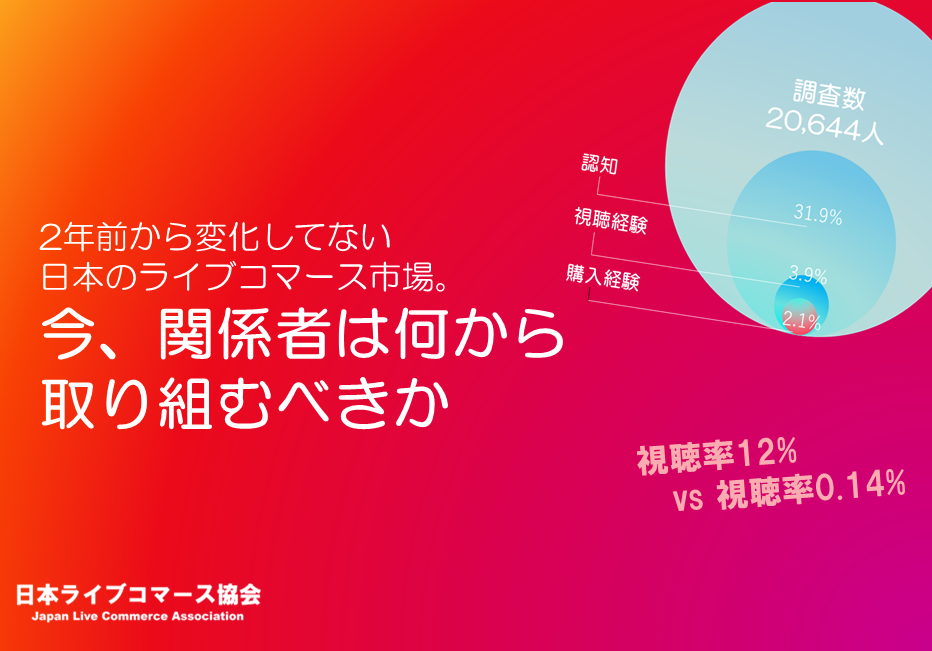 調査数
20,644人
認知
31.9%
視聴経験
3.9%
購入経験
2.1%
2年前から変化してない
日本のライブコマース市場。
今、関係者は何から
取り組むべきか
視聴率12%
vs 視聴率0.14%
日本ライブコマース協会
Japan Live Commerce Association